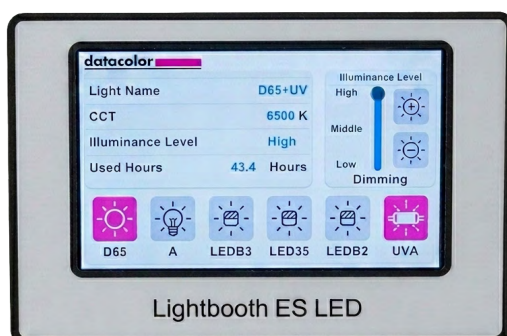 datacolor
Light Name D65+UV
CCT 6500 K
Illuminance Level High
Used Hours 43.4 Hours
Illuminance Level
High
Middle
Low
Dimming
D65 A LEDB3 LED35 LEDB2 UVA
Lightbooth ES LED